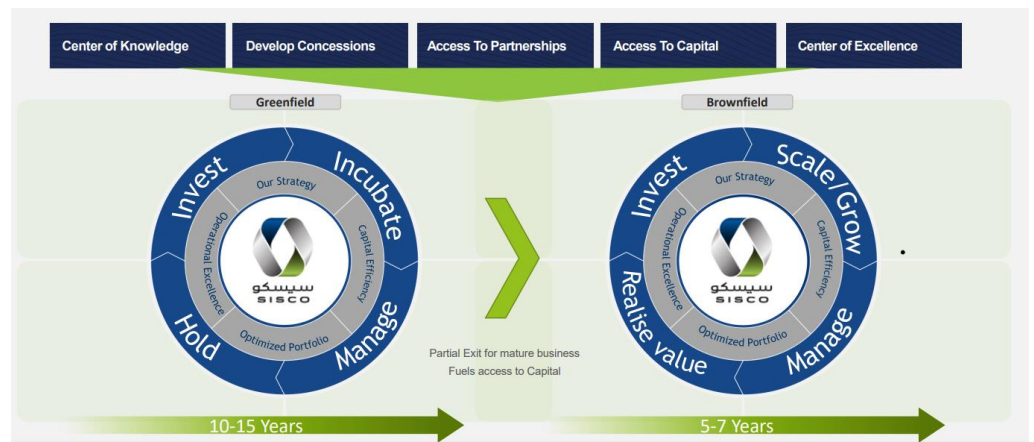 Center of Knowledge
Develop Concessions
Access To Partnerships
Access To Capital
Center of Excellence
Greenfield
Brownfield
Invest
Incubate
Manage
Hold
Our Strategy
Capital Efficiency
Optimized Portfolio
Operational Excellence
سيسكو
SISCO
Partial Exit for mature business
Fuels access to Capital
Invest
Scale/Grow
Manage
Realise value
Our Strategy
Capital Efficiency
Optimized Portfolio
Operational Excellence
سيسكو
SISCO
10-15 Years
5-7 Years